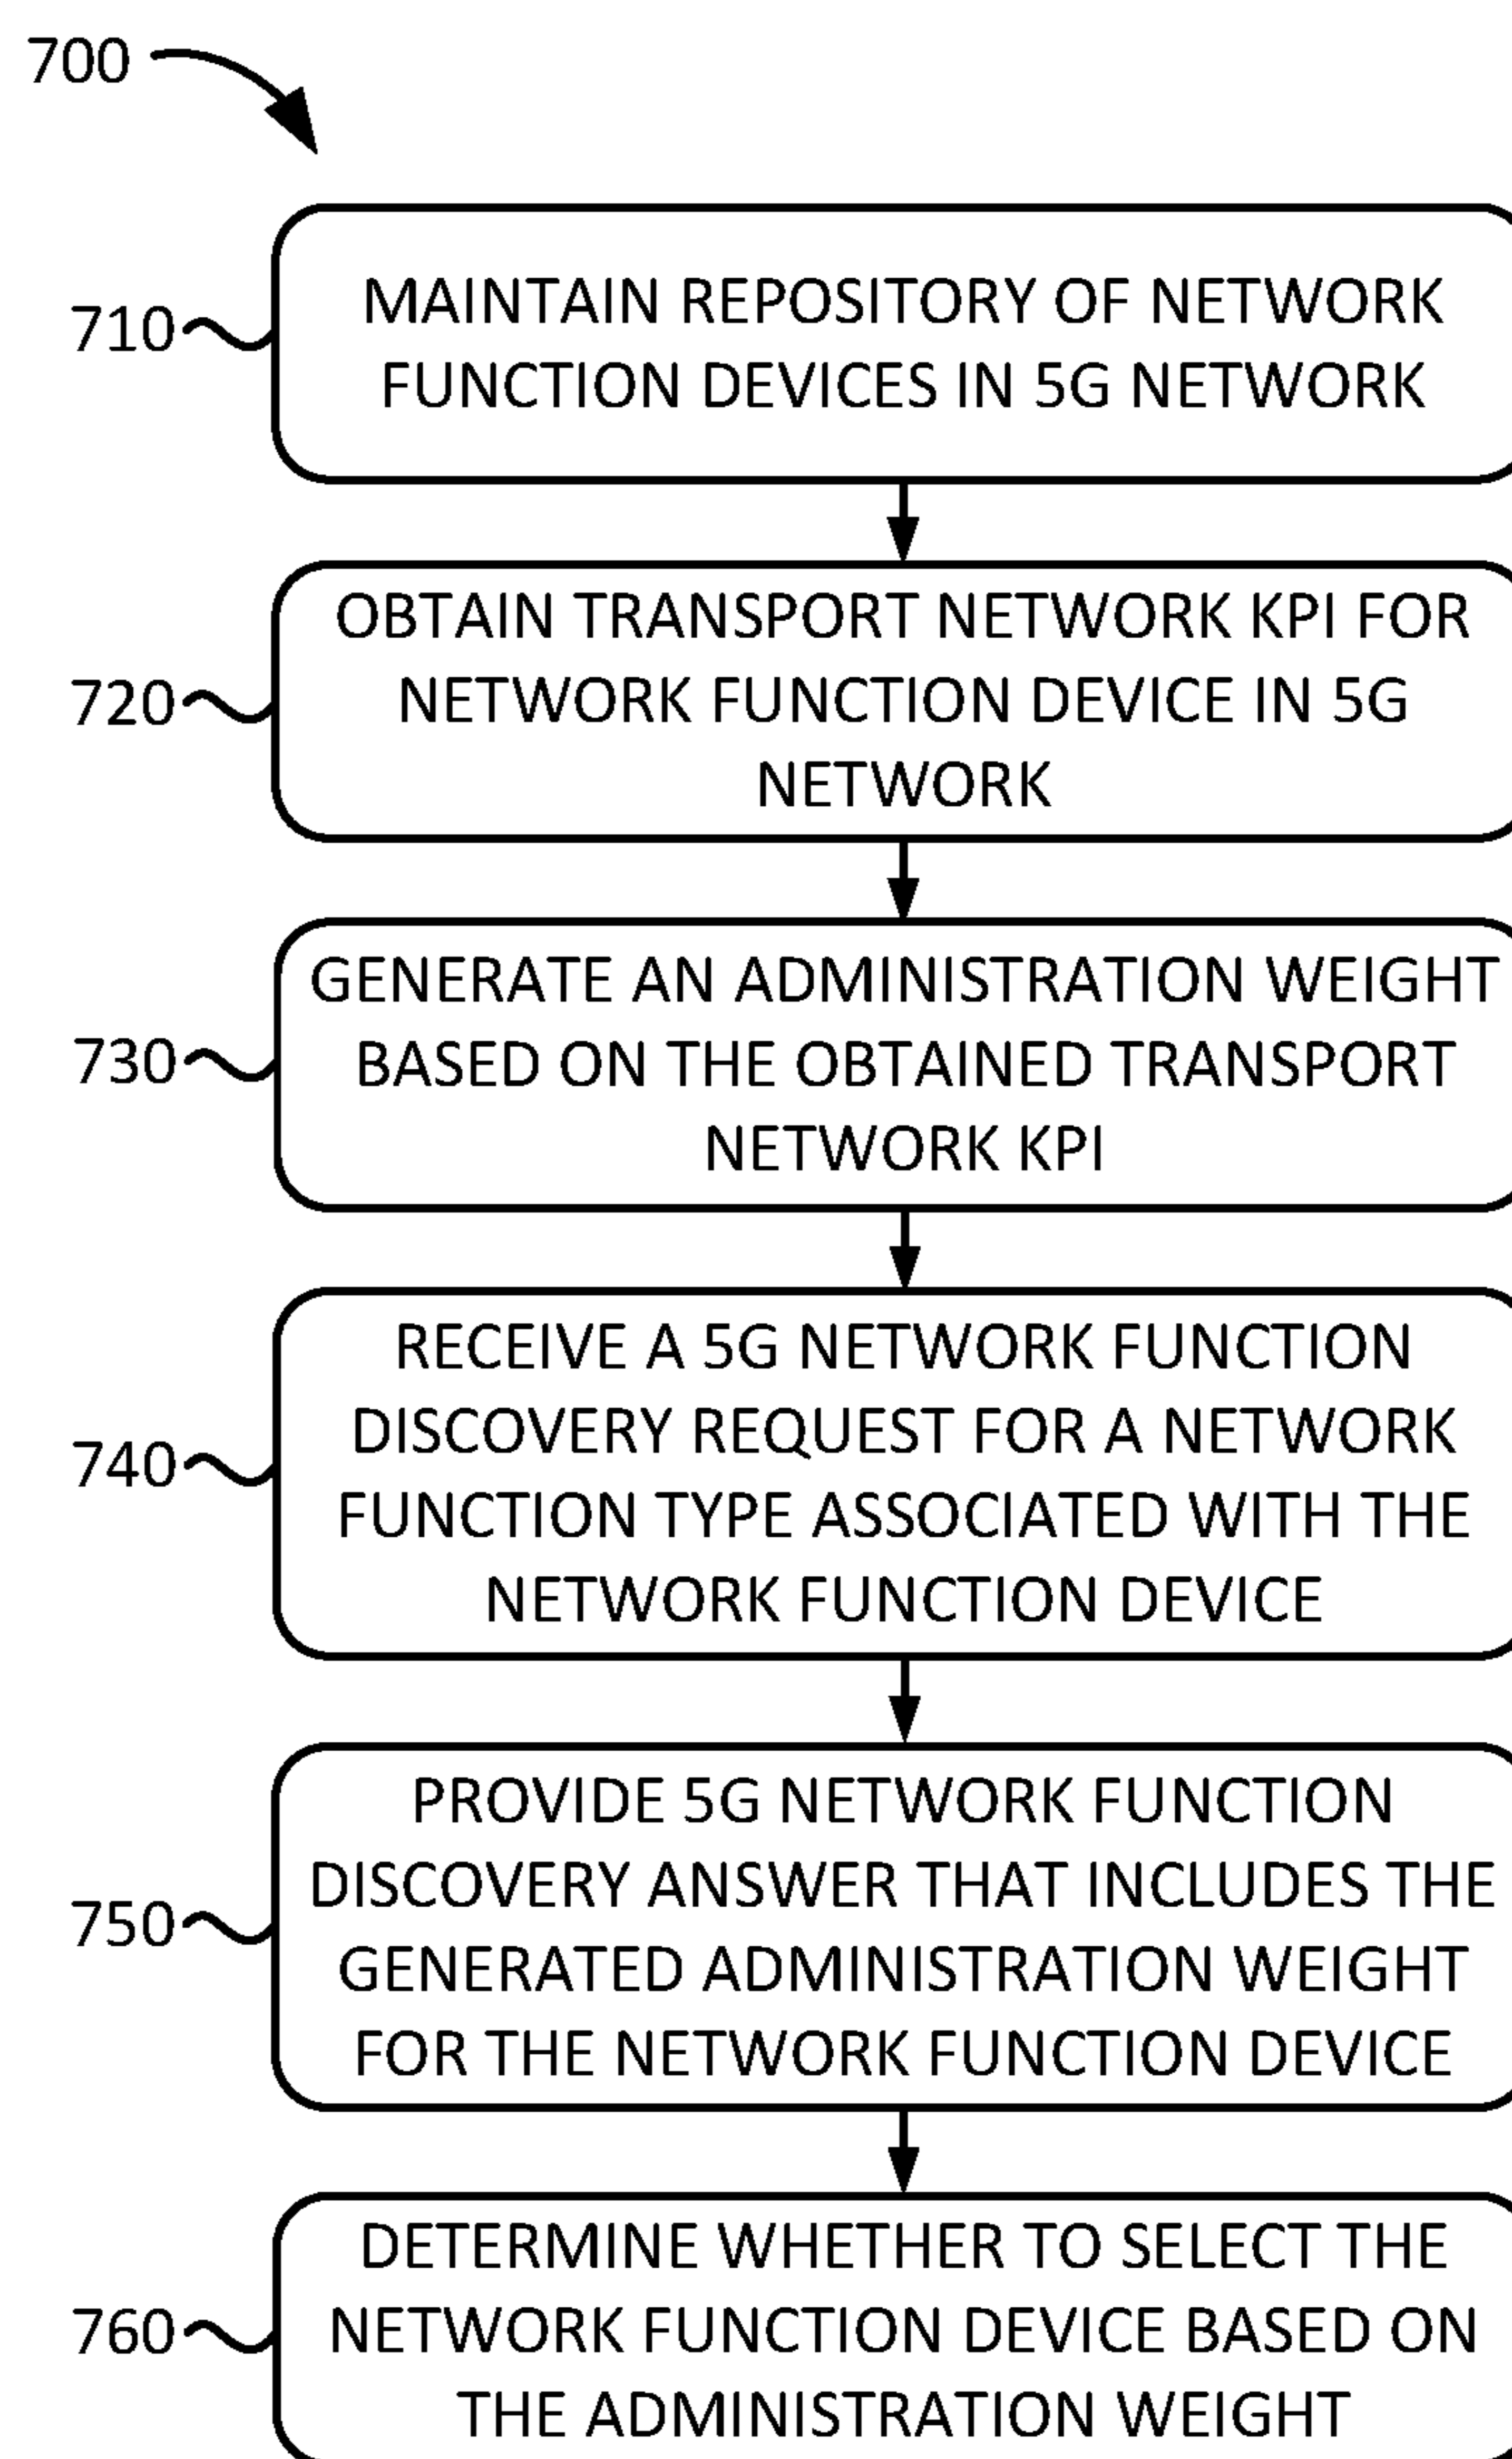 700
710
MAINTAIN REPOSITORY OF NETWORK
FUNCTION DEVICES IN 5G NETWORK
720
OBTAIN TRANSPORT NETWORK KPI FOR
NETWORK FUNCTION DEVICE IN 5G
NETWORK
730
GENERATE AN ADMINISTRATION WEIGHT
BASED ON THE OBTAINED TRANSPORT
NETWORK KPI
740
RECEIVE A 5G NETWORK FUNCTION
DISCOVERY REQUEST FOR A NETWORK
FUNCTION TYPE ASSOCIATED WITH THE
NETWORK FUNCTION DEVICE
750
PROVIDE 5G NETWORK FUNCTION
DISCOVERY ANSWER THAT INCLUDES THE
GENERATED ADMINISTRATION WEIGHT
FOR THE NETWORK FUNCTION DEVICE
760
DETERMINE WHETHER TO SELECT THE
NETWORK FUNCTION DEVICE BASED ON
THE ADMINISTRATION WEIGHT